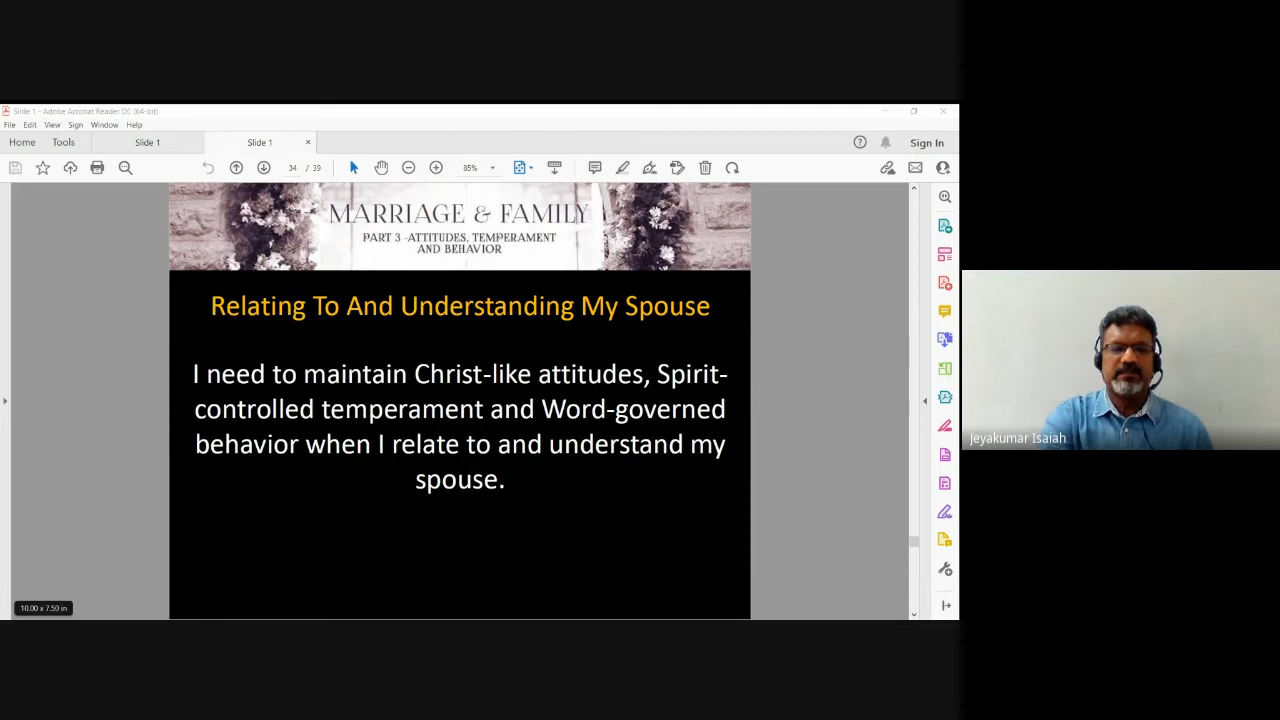 Slide 1 - Adobe Acrobat Reader DC (64-bit)
File Edit View Sign Window Help
Home Tools Slide 1 Slide 1 × Sign In
34 / 39 85%
MARRIAGE & FAMILY
PART 3 -ATTITUDES, TEMPERAMENT
AND BEHAVIOR
Relating To And Understanding My Spouse
I need to maintain Christ-like attitudes, Spirit-
controlled temperament and Word-governed
behavior when I relate to and understand my
spouse.
Jeyakumar Isaiah
10.00 x 7.50 in